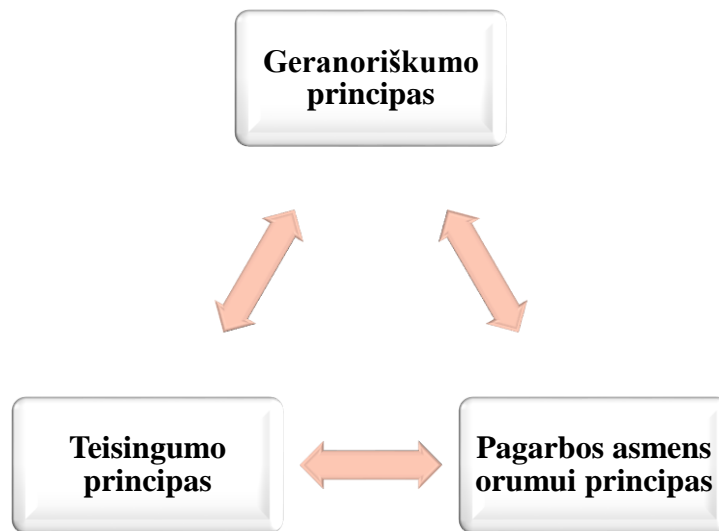 Geranoriškumo
principas
Teisingumo
principas
Pagarbos asmens
orumui principas